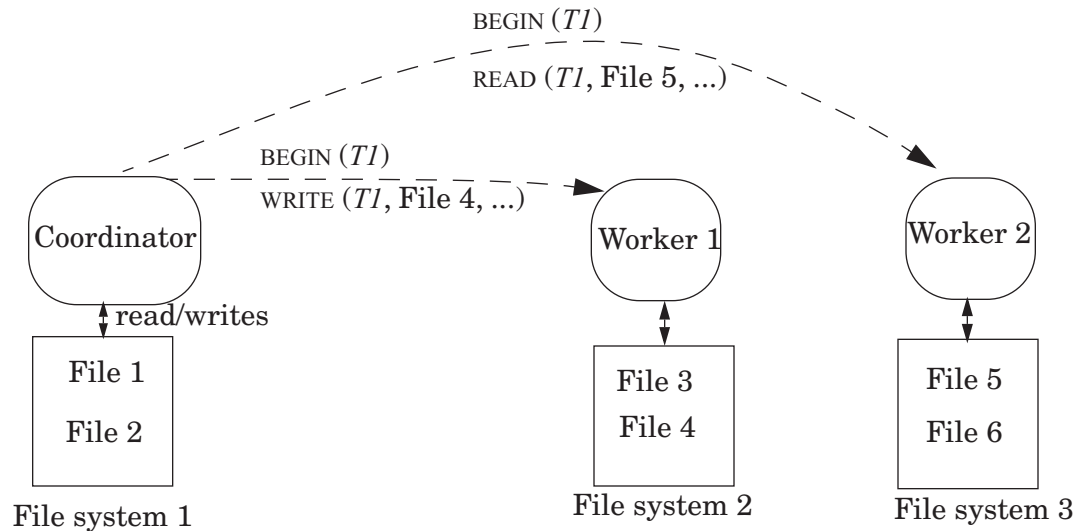 BEGIN (T1)
READ (T1, File 5, ...)
BEGIN (T1)
WRITE (T1, File 4, ...)
Coordinator
Worker 1
Worker 2
read/writes
File 1
File 2
File 3
File 4
File 5
File 6
File system 1
File system 2
File system 3